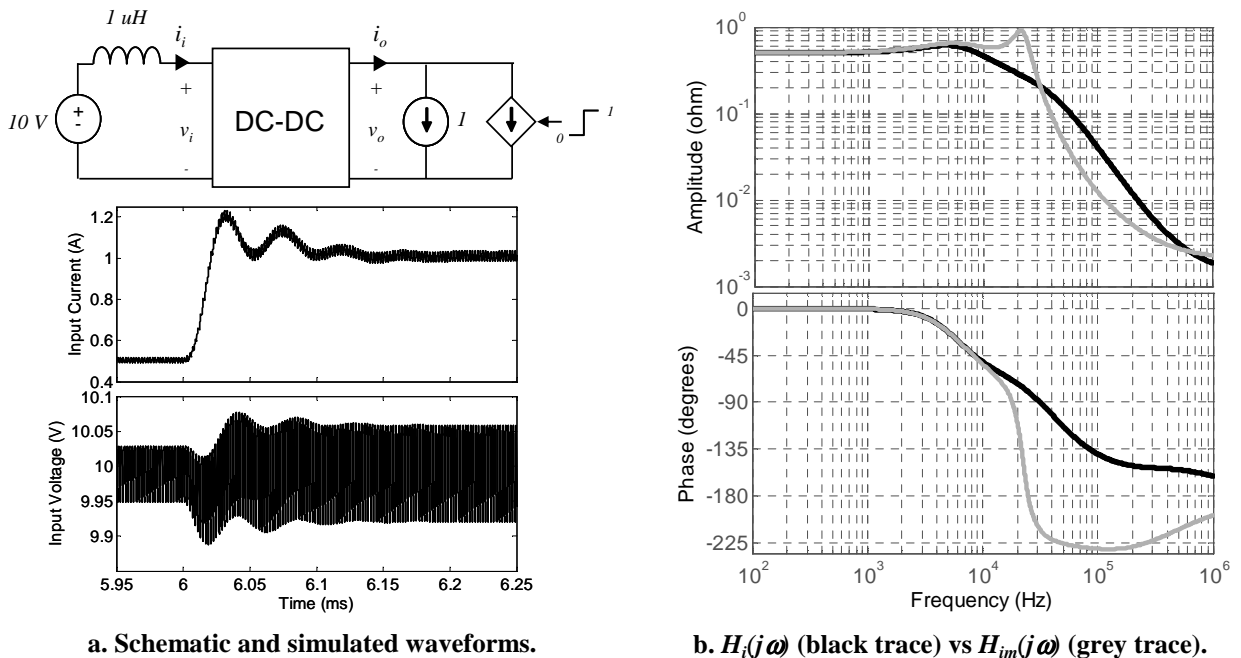 1 uH
i_i
i_o
10 V
+
-
+
v_i
-
DC-DC
+
v_o
-
1
0
1
Input Current (A)
1.2
1
0.8
0.6
0.4
Input Voltage (V)
10.1
10.05
10
9.95
9.9
5.95 6 6.05 6.1 6.15 6.2 6.25
Time (ms)
a. Schematic and simulated waveforms.
Amplitude (ohm)
10^0
10^-1
10^-2
10^-3
Phase (degrees)
0
-45
-90
-135
-180
-225
10^2 10^3 10^4 10^5 10^6
Frequency (Hz)
b. H_i(jω) (black trace) vs H_im(jω) (grey trace).